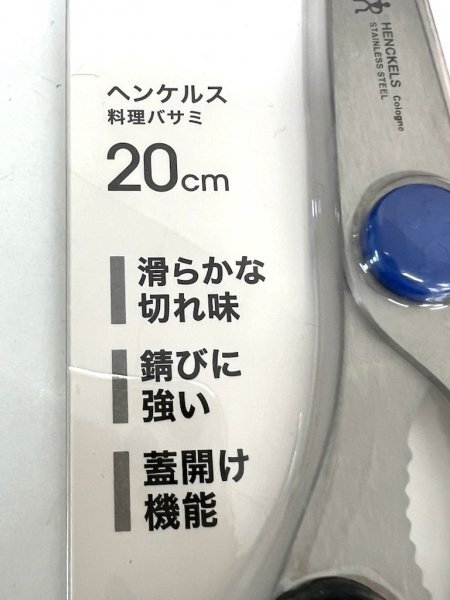 ヘンケルス
料理バサミ
20cm
滑らかな
切れ味
錆びに
強い
蓋開け
機能
HENCKELS Cologne
STAINLESS STEEL